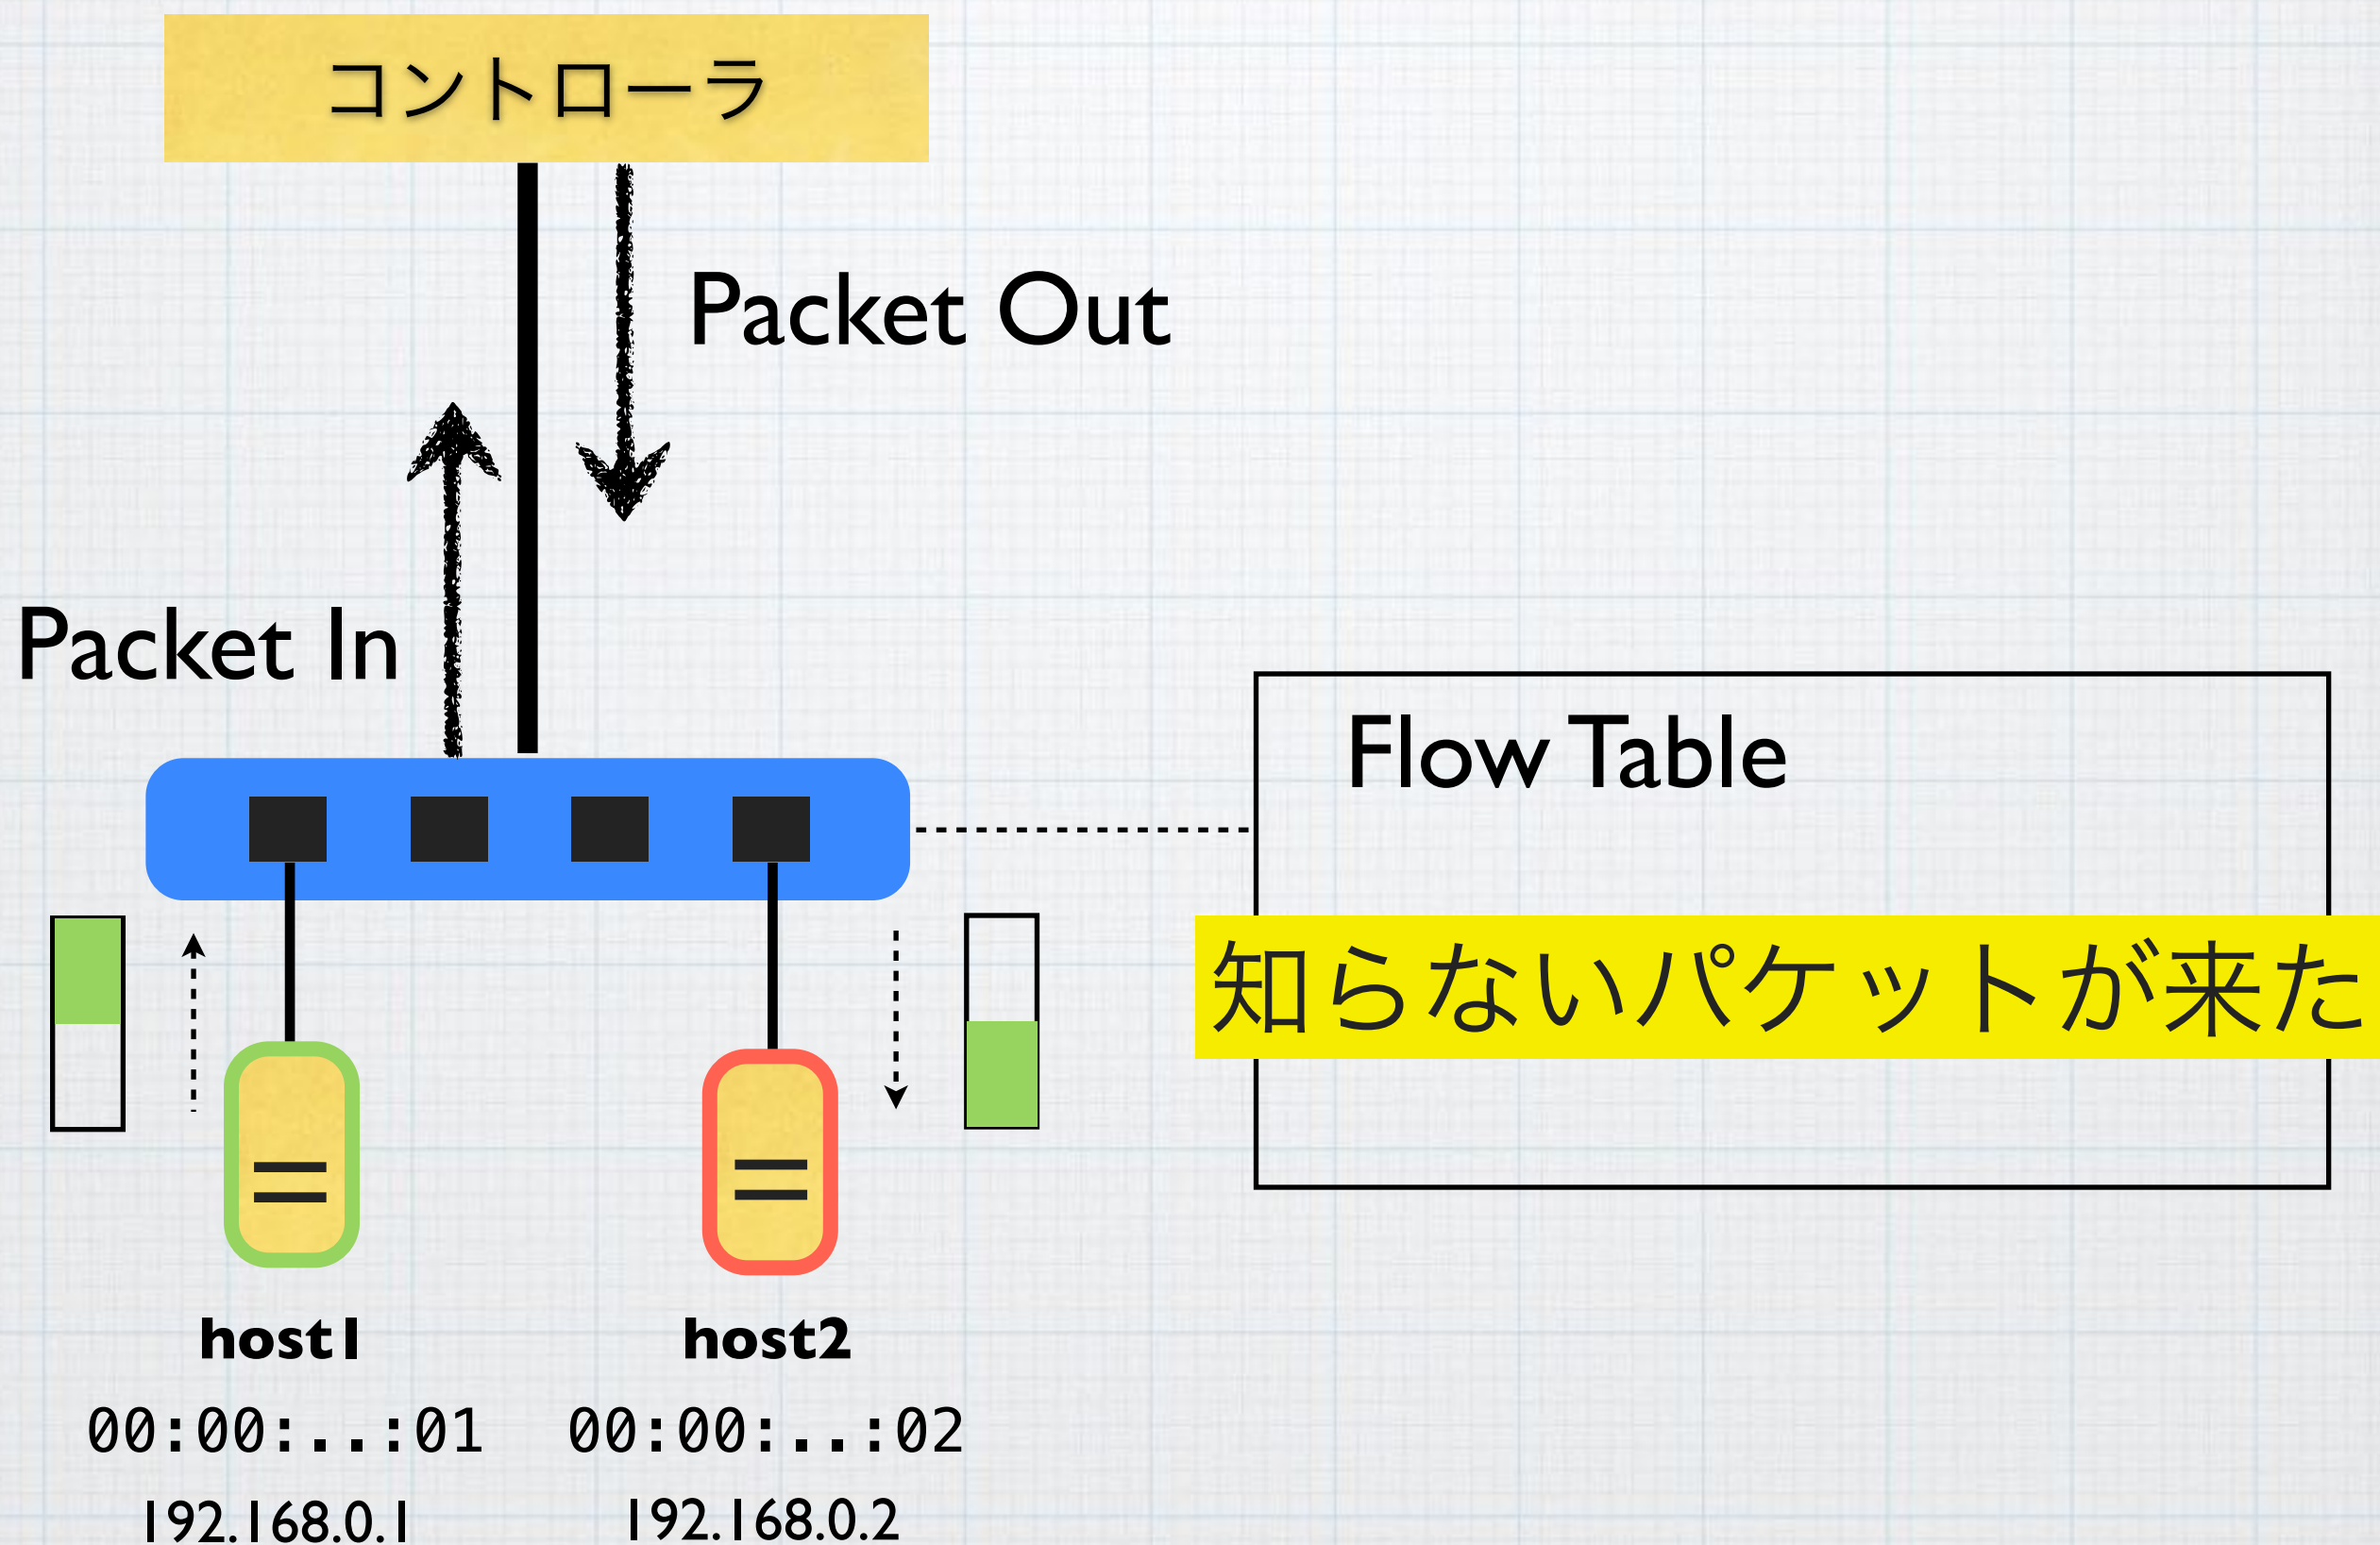 コントローラ
Packet Out
Packet In
Flow Table
知らないパケットが来た
host1
host2
00:00:..:01
00:00:..:02
192.168.0.1
192.168.0.2